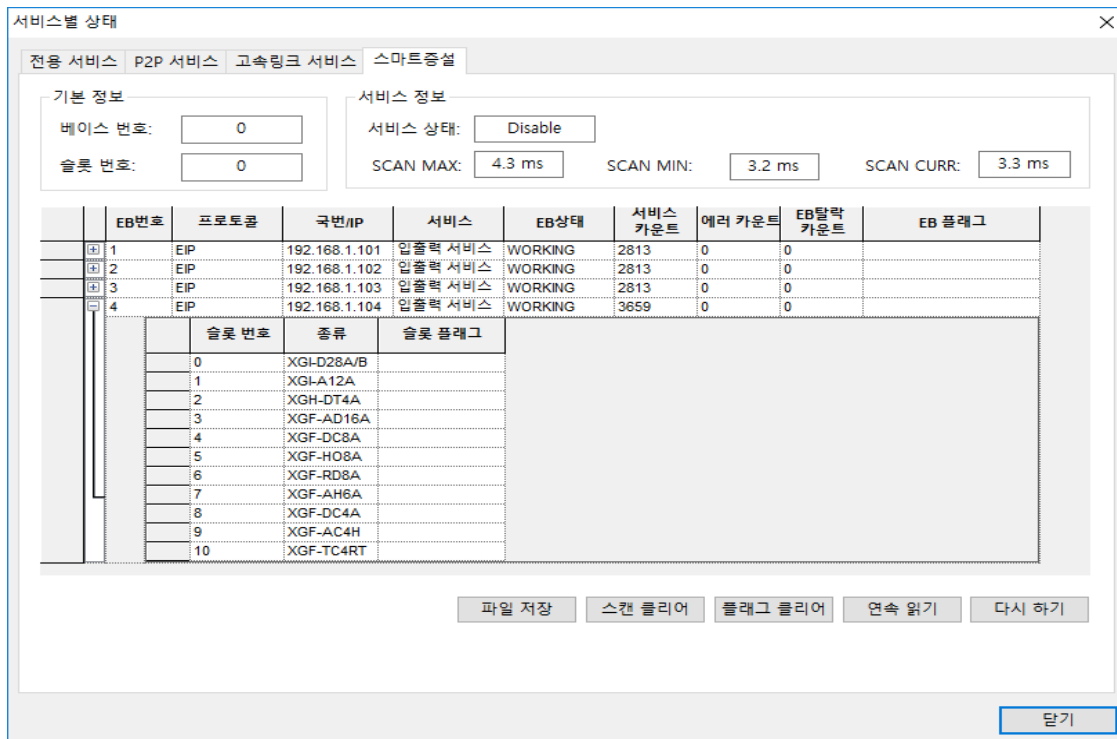 서비스별 상태
전용 서비스 P2P 서비스 고속링크 서비스 스마트증설
기본 정보 서비스 정보
베이스 번호: 0 서비스 상태: Disable
슬롯 번호: 0 SCAN MAX: 4.3 ms SCAN MIN: 3.2 ms SCAN CURR: 3.3 ms
EB번호 프로토콜 국번/IP 서비스 EB상태 서비스 카운트 에러 카운트 EB탈락 카운트 EB 플래그
1 EIP 192.168.1.101 입출력 서비스 WORKING 2813 0 0
2 EIP 192.168.1.102 입출력 서비스 WORKING 2813 0 0
3 EIP 192.168.1.103 입출력 서비스 WORKING 2813 0 0
4 EIP 192.168.1.104 입출력 서비스 WORKING 3659 0 0
슬롯 번호 종류 슬롯 플래그
0 XGI-D28A/B
1 XGI-A12A
2 XGH-DT4A
3 XGF-AD16A
4 XGF-DC8A
5 XGF-HO8A
6 XGF-RD8A
7 XGF-AH6A
8 XGF-DC4A
9 XGF-AC4H
10 XGF-TC4RT
파일 저장 스캔 클리어 플래그 클리어 연속 읽기 다시 하기
닫기